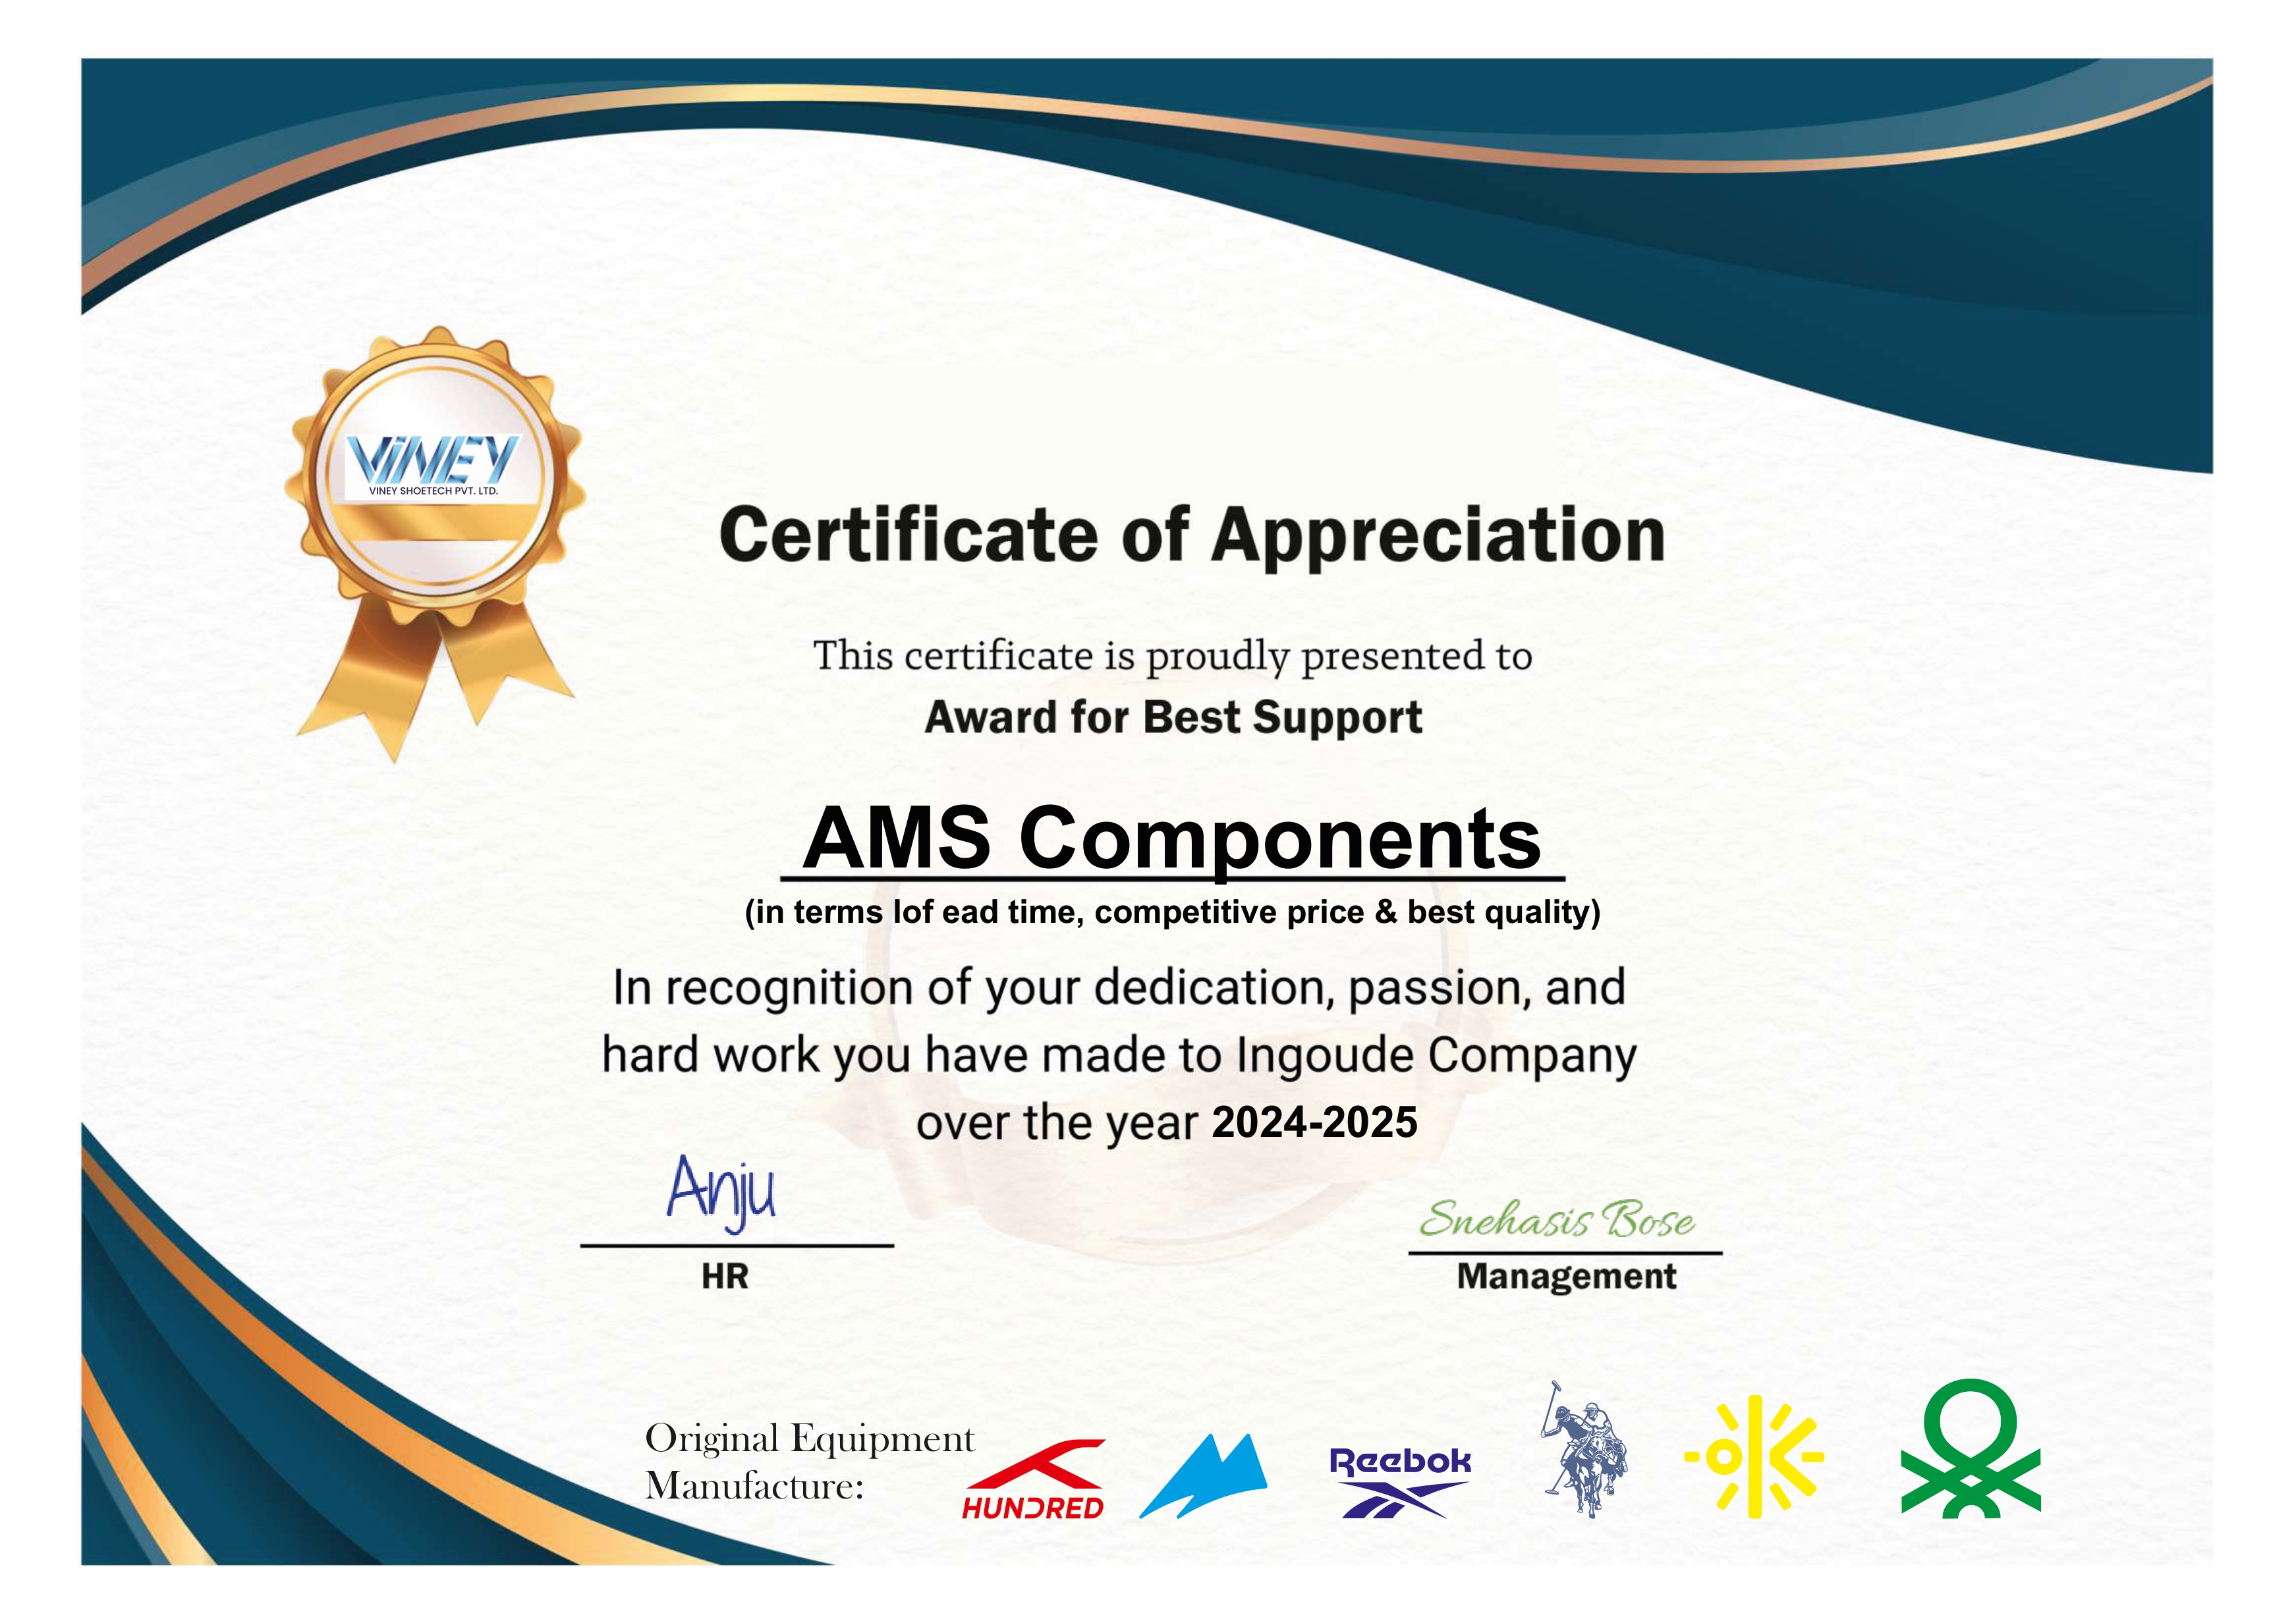 VINEY
VINEY SHOETECH PVT. LTD.
Certificate of Appreciation
This certificate is proudly presented to
Award for Best Support
AMS Components
(in terms lof ead time, competitive price & best quality)
In recognition of your dedication, passion, and
hard work you have made to Ingoude Company
over the year 2024-2025
Anju
HR
Snehasis Bose
Management
Original Equipment
Manufacture:
HUNDRED
Reebok